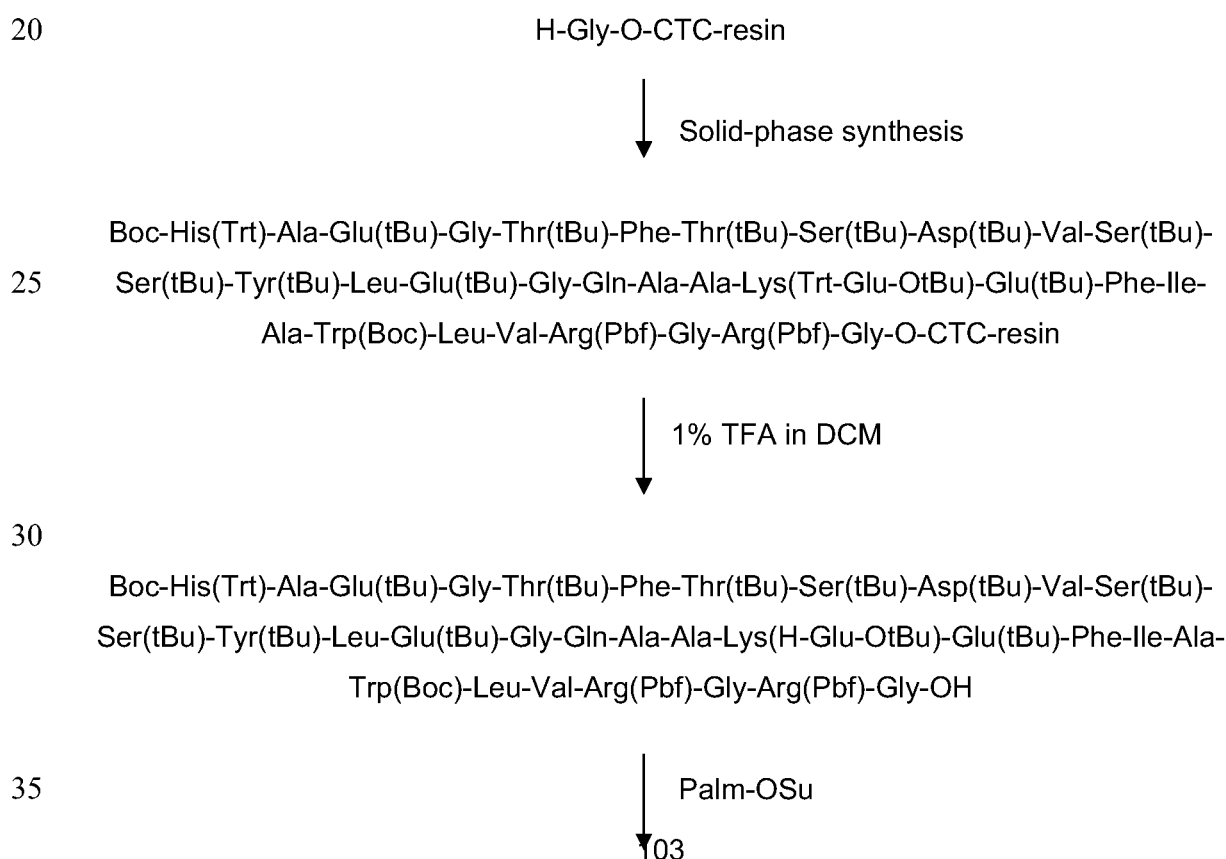 20 H-Gly-O-CTC-resin
Solid-phase synthesis
Boc-His(Trt)-Ala-Glu(tBu)-Gly-Thr(tBu)-Phe-Thr(tBu)-Ser(tBu)-Asp(tBu)-Val-Ser(tBu)-
25 Ser(tBu)-Tyr(tBu)-Leu-Glu(tBu)-Gly-Gln-Ala-Ala-Lys(Trt-Glu-OtBu)-Glu(tBu)-Phe-Ile-
Ala-Trp(Boc)-Leu-Val-Arg(Pbf)-Gly-Arg(Pbf)-Gly-O-CTC-resin
1% TFA in DCM
30
Boc-His(Trt)-Ala-Glu(tBu)-Gly-Thr(tBu)-Phe-Thr(tBu)-Ser(tBu)-Asp(tBu)-Val-Ser(tBu)-
Ser(tBu)-Tyr(tBu)-Leu-Glu(tBu)-Gly-Gln-Ala-Ala-Lys(H-Glu-OtBu)-Glu(tBu)-Phe-Ile-Ala-
Trp(Boc)-Leu-Val-Arg(Pbf)-Gly-Arg(Pbf)-Gly-OH
35 Palm-OSu
103